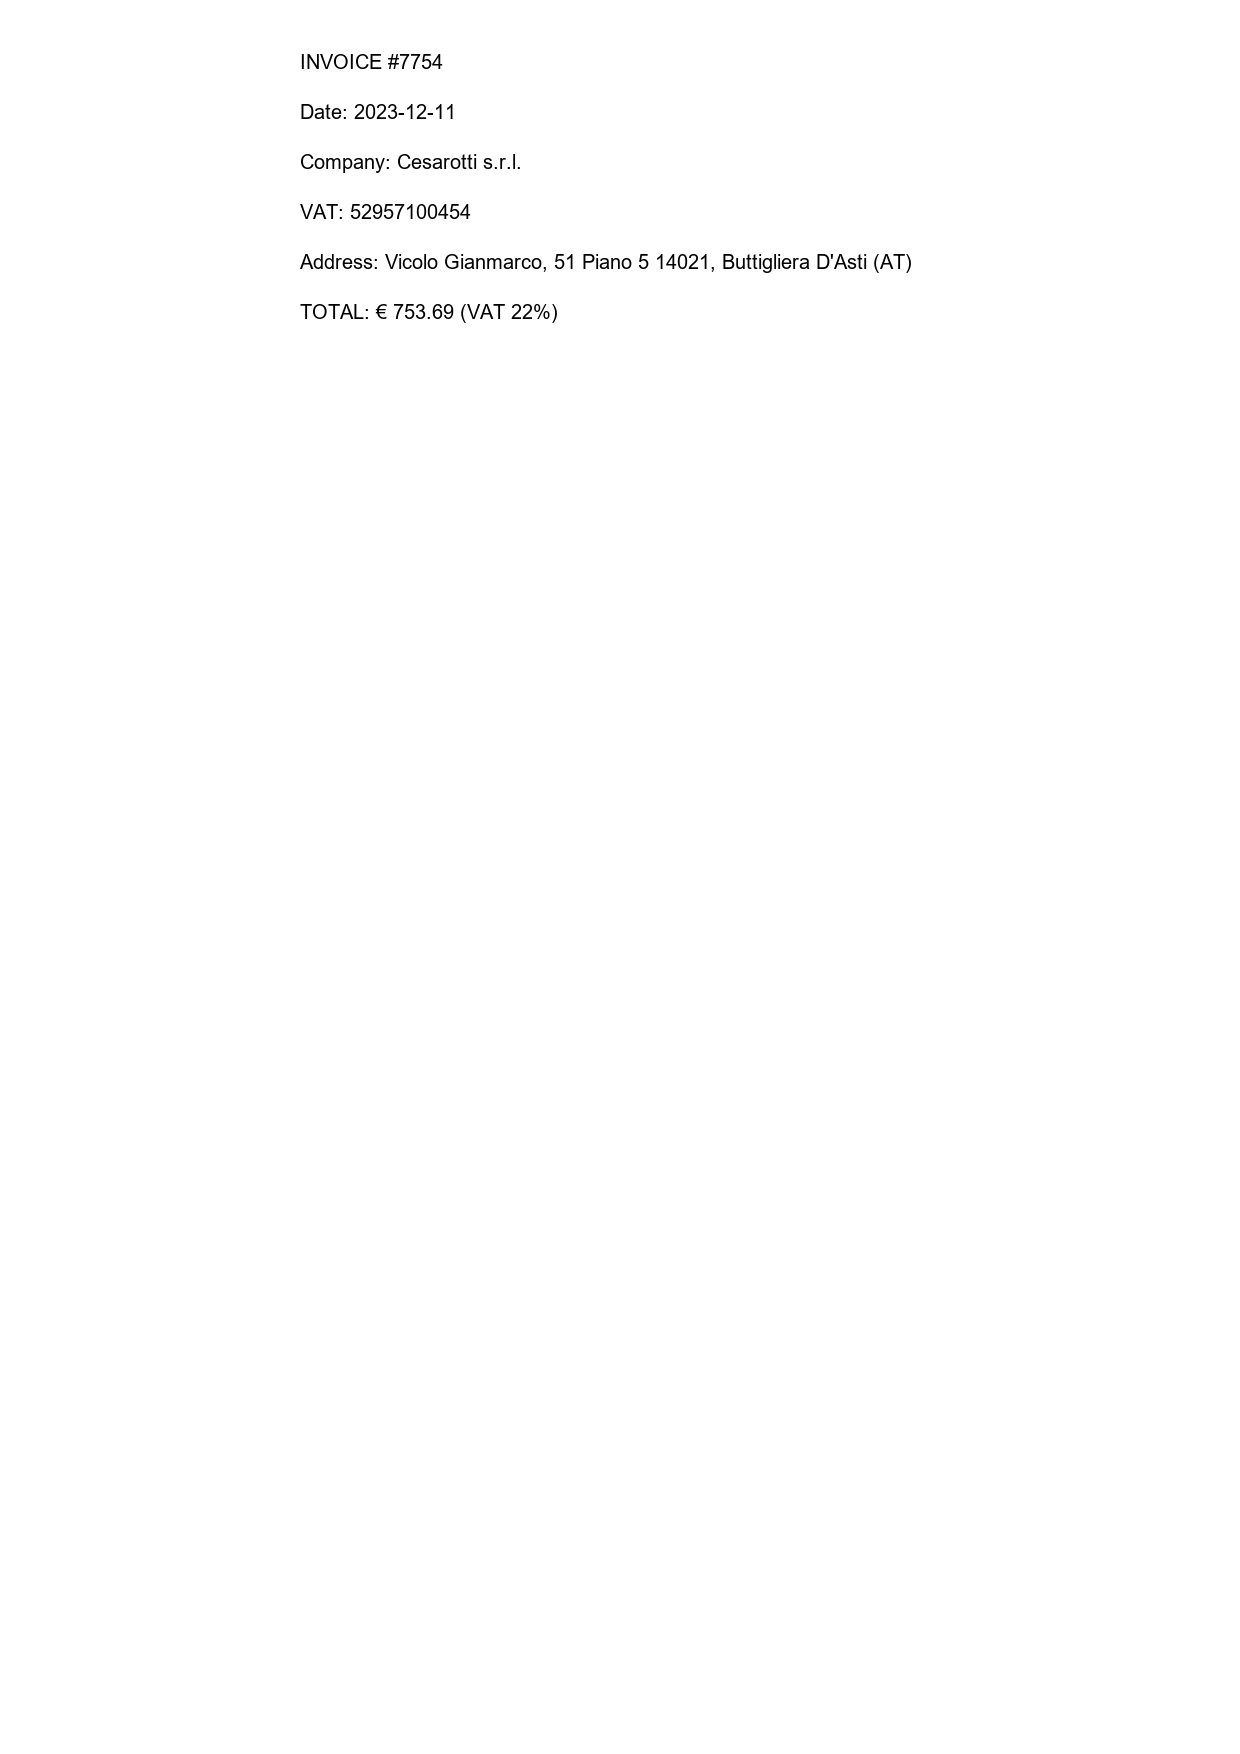 INVOICE #7754
Date: 2023-12-11
Company: Cesarotti s.r.l.
VAT: 52957100454
Address: Vicolo Gianmarco, 51 Piano 5 14021, Buttigliera D'Asti (AT)
TOTAL: € 753.69 (VAT 22%)